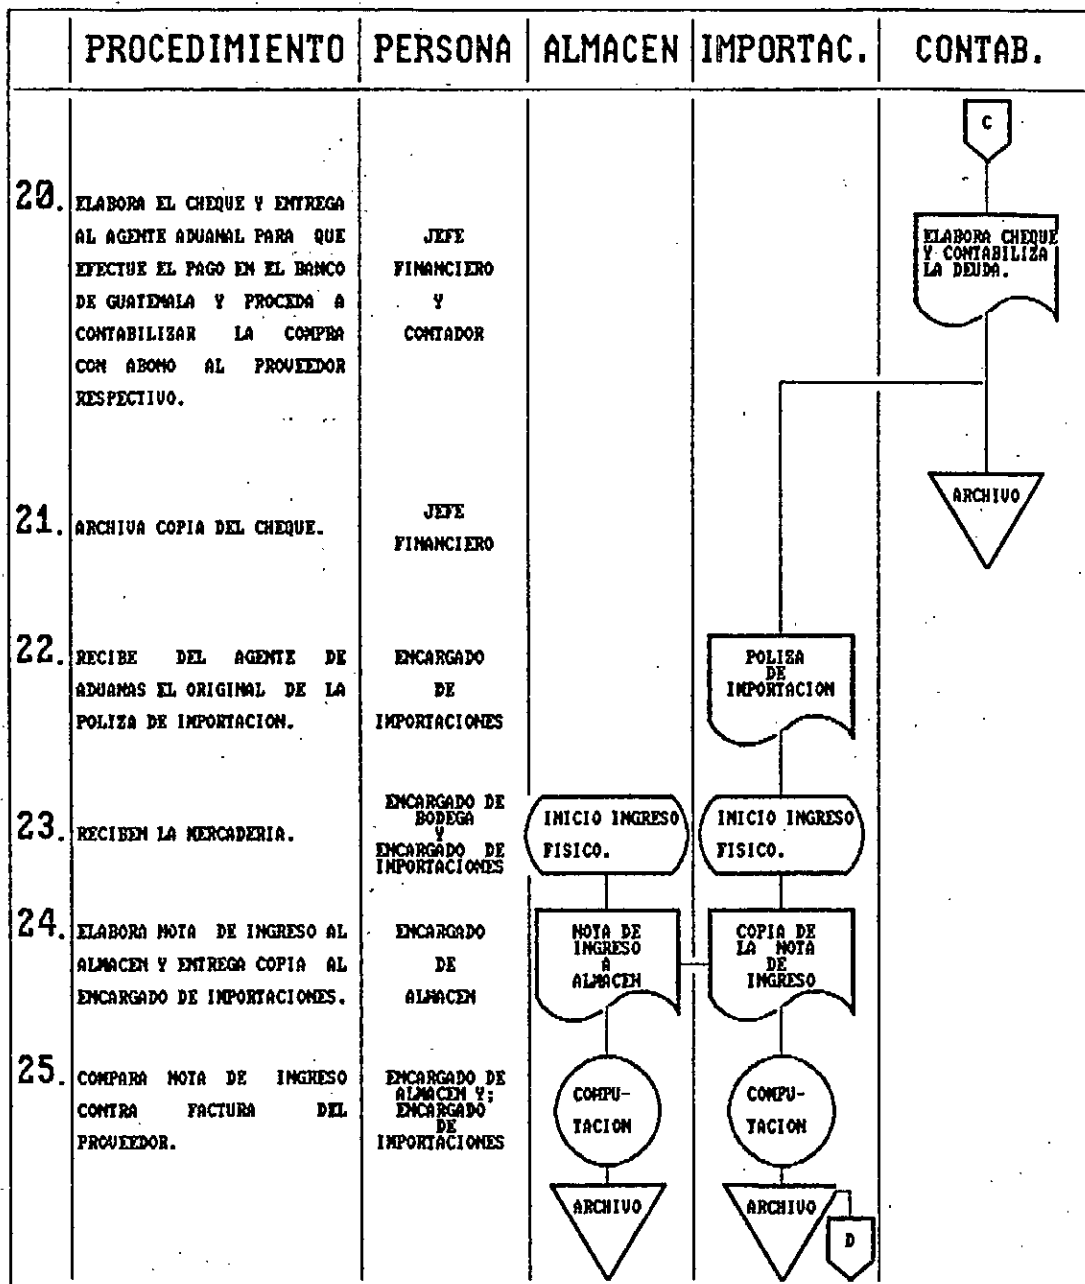 PROCEDIMIENTO PERSONA ALMACEN IMPORTAC. CONTAB.
C
20. ELABORA EL CHEQUE Y ENTREGA
AL AGENTE ADUANAL PARA QUE
EFECTUE EL PAGO EN EL BANCO
DE GUATEMALA Y PROCEDA A
CONTABILIZAR LA COMPRA
CON ABONO AL PROVEEDOR
RESPECTIVO.
JEFE
FINANCIERO
Y
CONTADOR
ELABORA CHEQUE
Y CONTABILIZA
LA DEUDA.
21. ARCHIVA COPIA DEL CHEQUE.
JEFE
FINANCIERO
ARCHIVO
22. RECIBE DEL AGENTE DE
ADUANAS EL ORIGINAL DE LA
POLIZA DE IMPORTACION.
ENCARGADO
DE
IMPORTACIONES
POLIZA
DE
IMPORTACION
23. RECIBEN LA MERCADERIA.
ENCARGADO DE
BODEGA
Y
ENCARGADO DE
IMPORTACIONES
INICIO INGRESO
FISICO.
INICIO INGRESO
FISICO.
24. ELABORA NOTA DE INGRESO AL
ALMACEN Y ENTREGA COPIA AL
ENCARGADO DE IMPORTACIONES.
ENCARGADO
DE
ALMACEN
NOTA DE
INGRESO
A
ALMACEN
COPIA DE
LA NOTA
DE
INGRESO
25. COMPARA NOTA DE INGRESO
CONTRA FACTURA DEL
PROVEEDOR.
ENCARGADO DE
ALMACEN Y;
ENCARGADO
DE
IMPORTACIONES
COMPU-
TACION
COMPU-
TACION
ARCHIVO
ARCHIVO
D